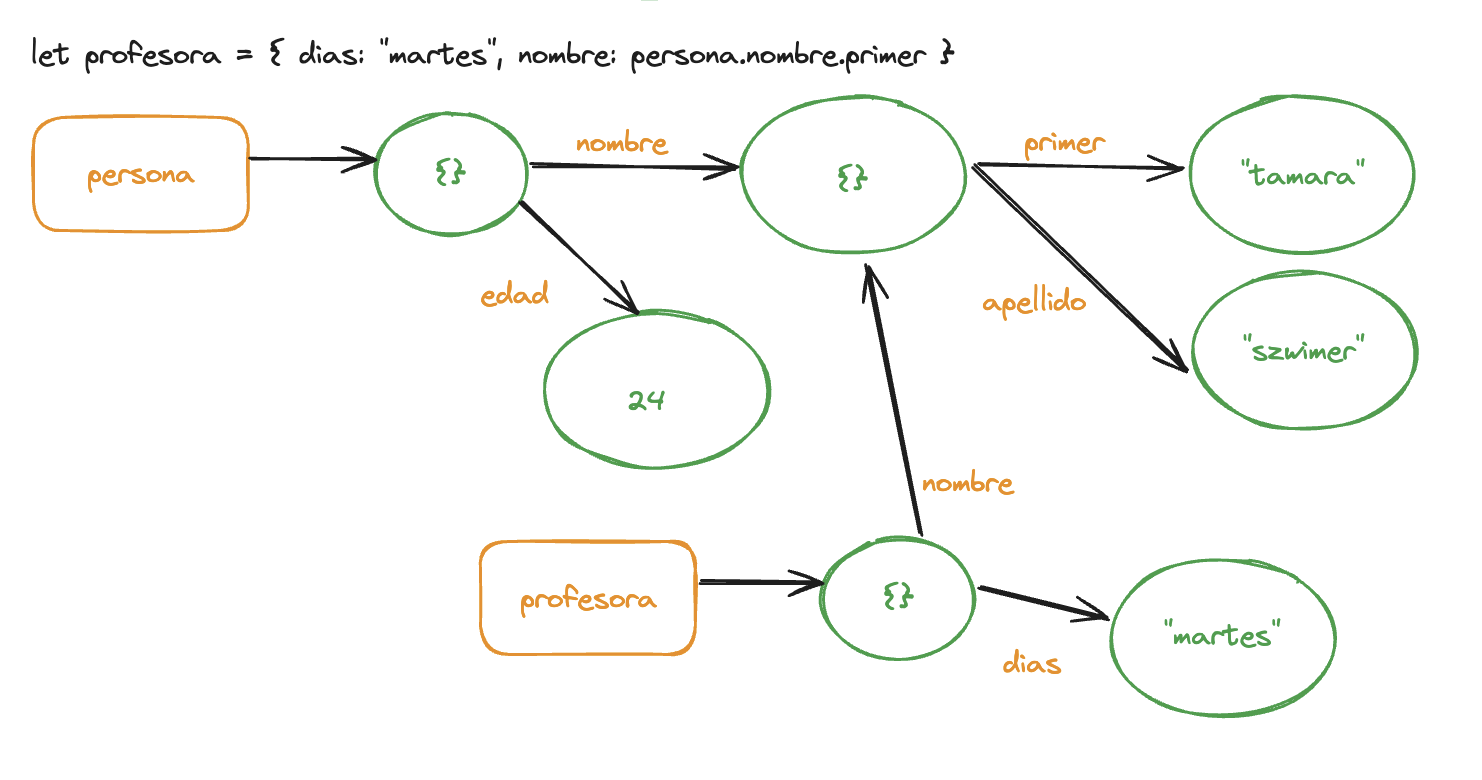 let profesora = { dias: "martes", nombre: persona.nombre.primer }
persona
{}
nombre
{}
primer
"tamara"
edad
apellido
"szwimer"
24
nombre
profesora
{}
dias
"martes"